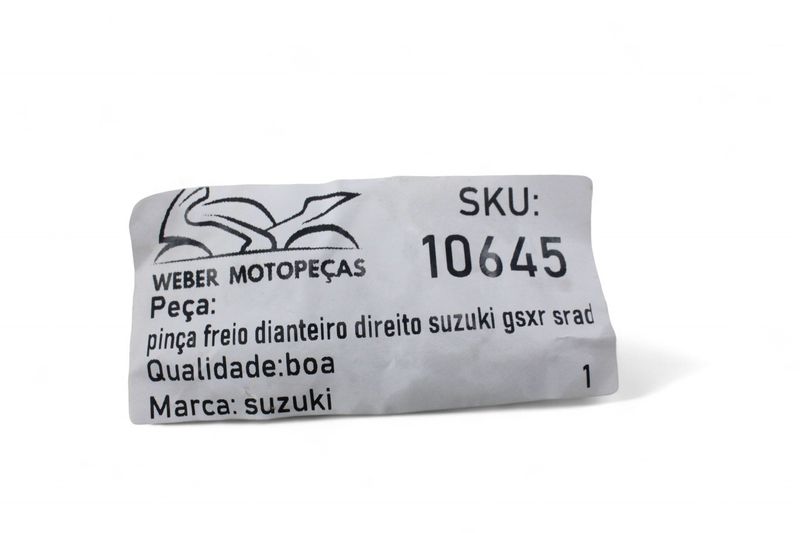 WEBER MOTOPEÇAS
SKU:
10645
Peça:
pinça freio dianteiro direito suzuki gsxr srad
Qualidade:boa
Marca: suzuki
1